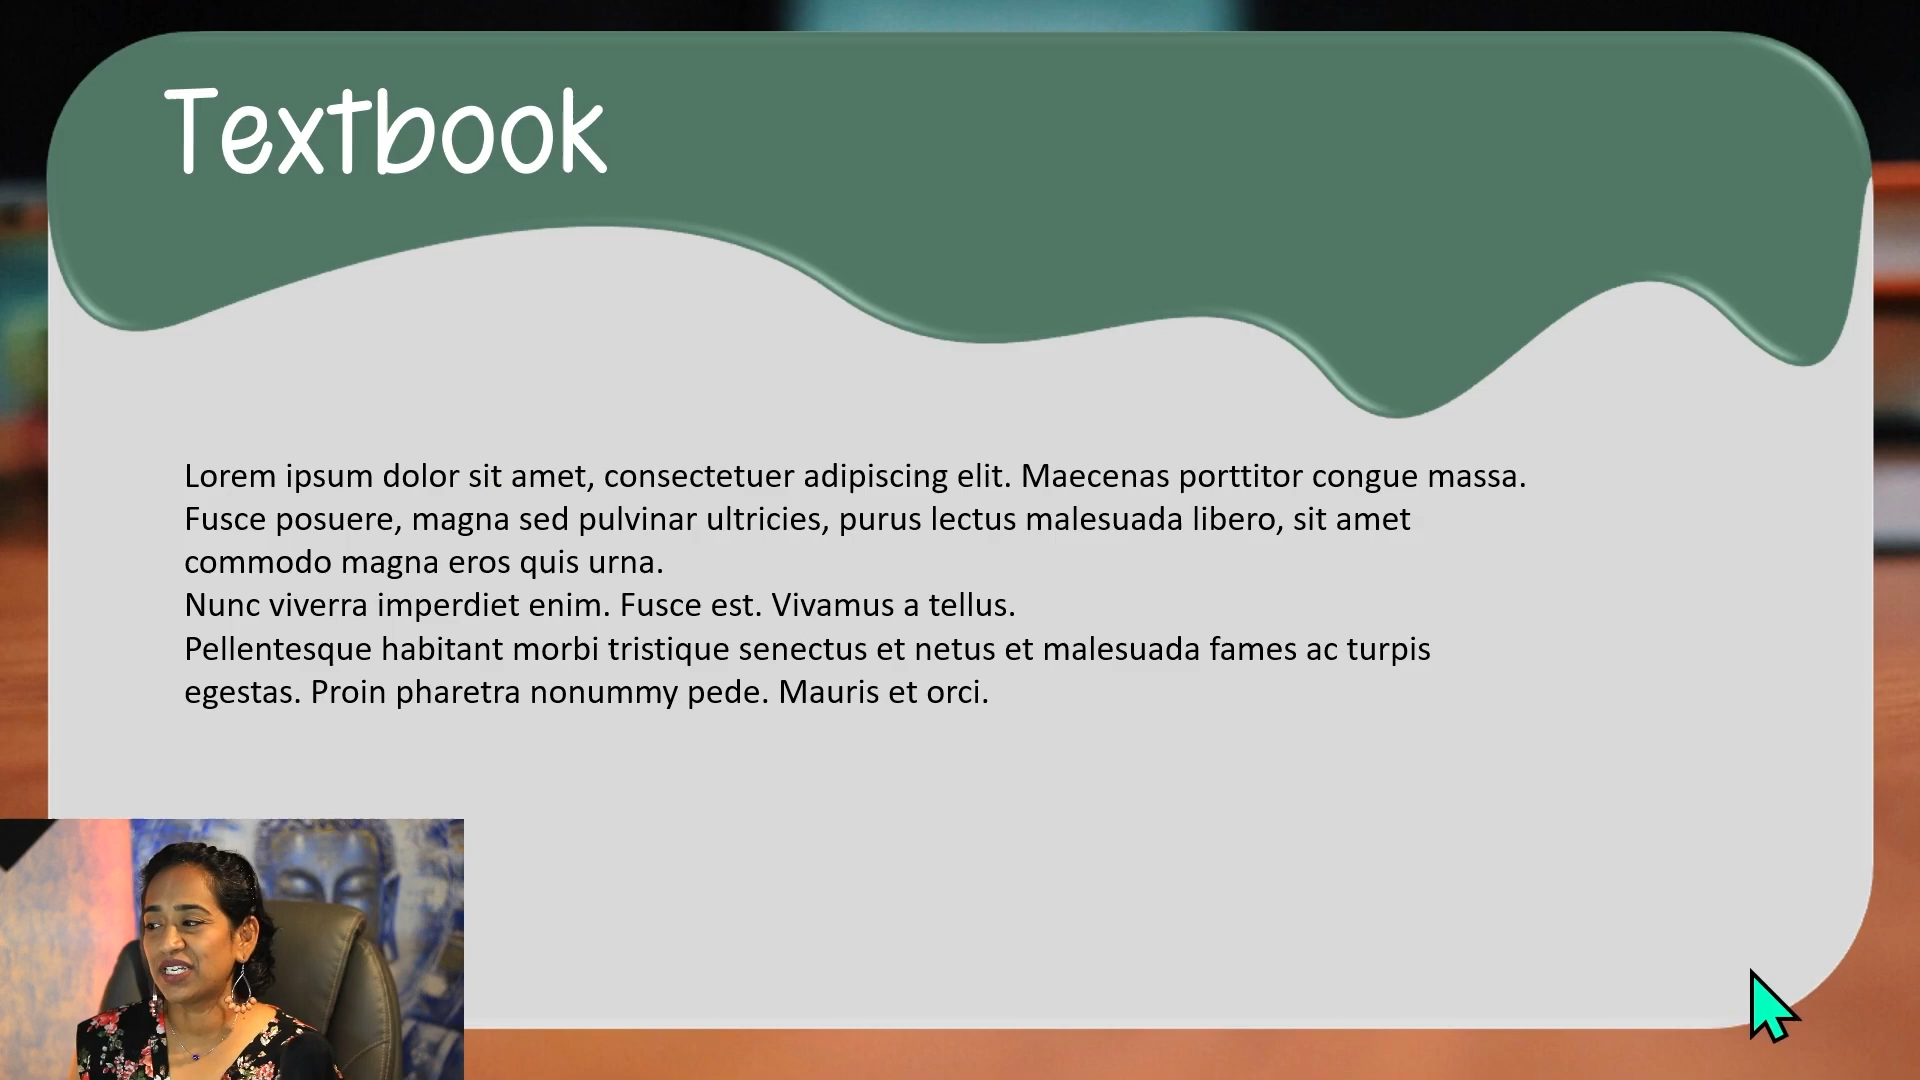 Textbook
Lorem ipsum dolor sit amet, consectetuer adipiscing elit. Maecenas porttitor congue massa.
Fusce posuere, magna sed pulvinar ultricies, purus lectus malesuada libero, sit amet
commodo magna eros quis urna.
Nunc viverra imperdiet enim. Fusce est. Vivamus a tellus.
Pellentesque habitant morbi tristique senectus et netus et malesuada fames ac turpis
egestas. Proin pharetra nonummy pede. Mauris et orci.